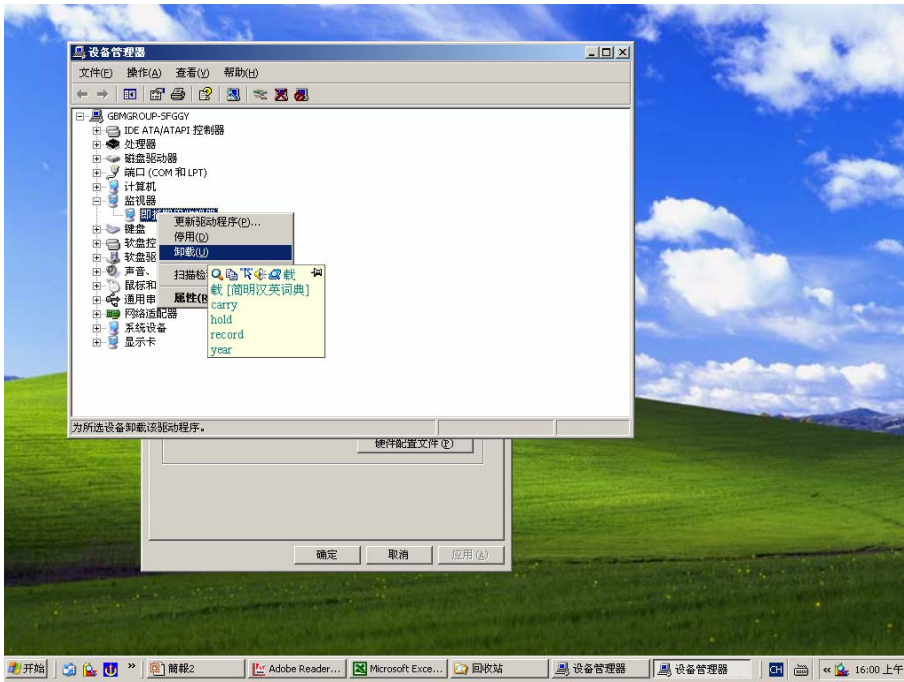 设备管理器
文件(F) 操作(A) 查看(V) 帮助(H)
GBMGROUP-SFGGY
IDE ATA/ATAPI 控制器
处理器
磁盘驱动器
端口 (COM 和 LPT)
计算机
监视器
更新驱动程序(P)...
键盘
停用(D)
软盘控
卸载(U)
软盘驱
声音、
扫描检
载
鼠标和
载 [简明汉英词典]
通用串
属性(R
carry
网络适配器
hold
系统设备
record
显示卡
year
为所选设备卸载该驱动程序。
硬件配置文件(P)
确定 取消 应用(A)
开始 » 簡報2 Adobe Reader... Microsoft Exce... 回收站 设备管理器 设备管理器 CH « 16:00 上午